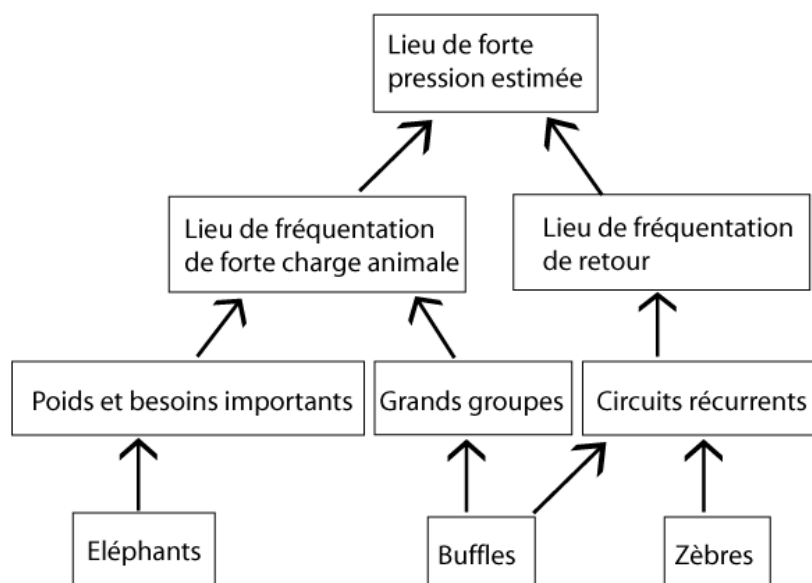 Lieu de forte
pression estimée
Lieu de fréquentation
de forte charge animale
Lieu de fréquentation
de retour
Poids et besoins importants
Grands groupes
Circuits récurrents
Eléphants
Buffles
Zèbres